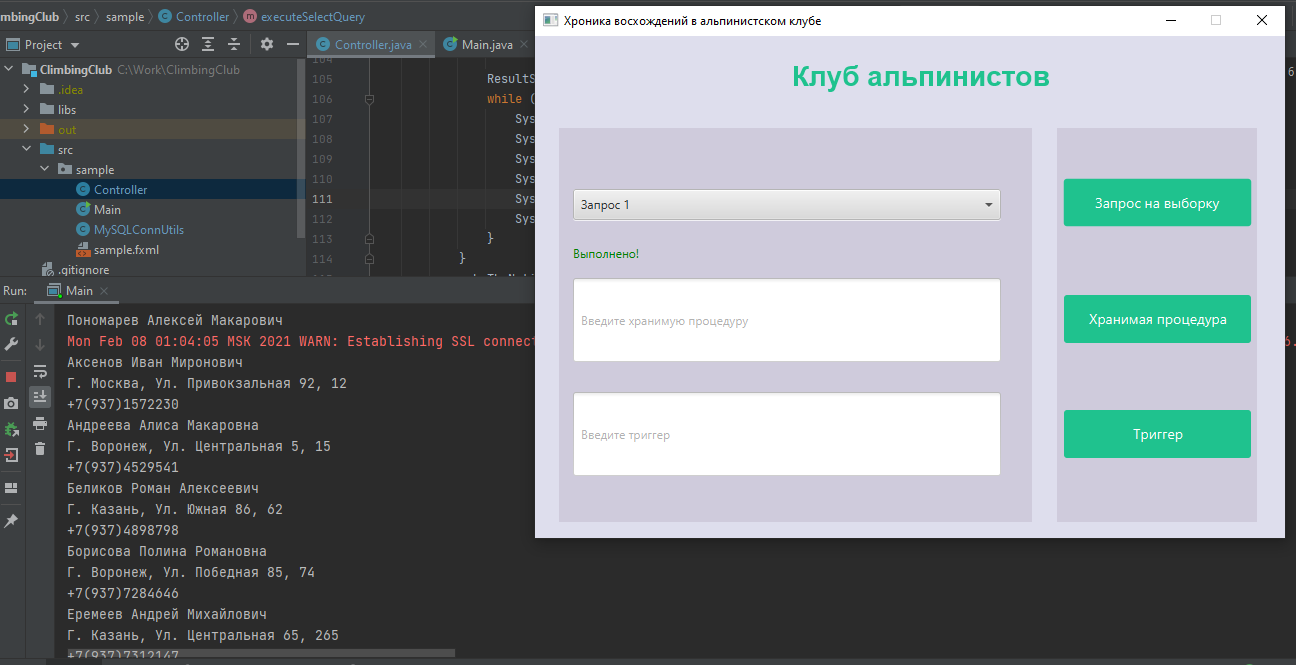 mbingClub src sample Controller executeSelectQuery
Project
Controller.java
Main.java
ClimbingClub C:\Work\ClimbingClub
.idea
libs
out
src
sample
Controller
Main
MySQLConnUtils
sample.fxml
.gitignore
105 ResultS
106 while (
107 Sys
108 Sys
109 Sys
110 Sys
111 Sys
112 Sys
113 }
114 }
Run: Main
Пономарев Алексей Макарович
Mon Feb 08 01:04:05 MSK 2021 WARN: Establishing SSL connect
Аксенов Иван Миронович
Г. Москва, Ул. Привокзальная 92, 12
+7(937)1572230
Андреева Алиса Макаровна
Г. Воронеж, Ул. Центральная 5, 15
+7(937)4529541
Беликов Роман Алексеевич
Г. Казань, Ул. Южная 86, 62
+7(937)4898798
Борисова Полина Романовна
Г. Воронеж, Ул. Победная 85, 74
+7(937)7284646
Еремеев Андрей Михайлович
Г. Казань, Ул. Центральная 65, 265
+7(937)7312147
Хроника восхождений в альпинистском клубе
Клуб альпинистов
Запрос 1
Выполнено!
Введите хранимую процедуру
Введите триггер
Запрос на выборку
Хранимая процедура
Триггер